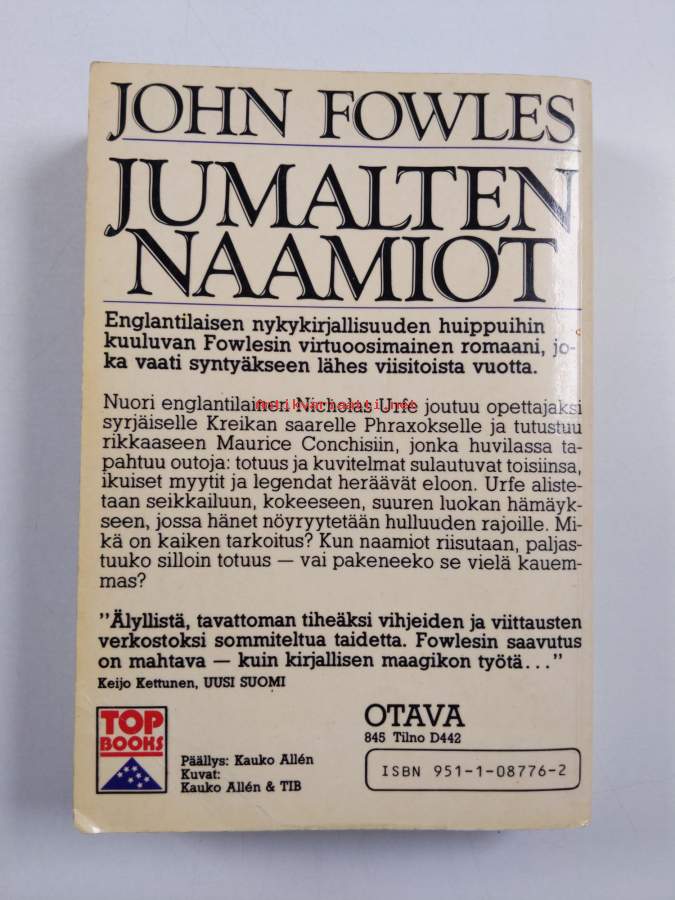 JOHN FOWLES
JUMALTEN
NAAMIOT
Englantilaisen nykykirjallisuuden huippuihin
kuuluvan Fowlesin virtuoosimainen romaani, jo-
ka vaati syntyäkseen lähes viisitoista vuotta.
Nuori englantilainen Nicholas Urfe joutuu opettajaksi
antikvariaatti.net
syrjäiselle Kreikan saarelle Phraxokselle ja tutustuu
rikkaaseen Maurice Conchisiin, jonka huvilassa ta-
pahtuu outoja: totuus ja kuvitelmat sulautuvat toisiinsa,
ikuiset myytit ja legendat heräävät eloon. Urfe aliste-
taan seikkailuun, kokeeseen, suuren luokan hämäyk-
seen, jossa hänet nöyryytetään hulluuden rajoille. Mi-
kä on kaiken tarkoitus? Kun naamiot riisutaan, paljas-
tuuko silloin totuus — vai pakeneeko se vielä kauem-
mas?
"Älyllistä, tavattoman tiheäksi vihjeiden ja viittausten
verkostoksi sommiteltua taidetta. Fowlesin saavutus
on mahtava — kuin kirjallisen maagikon työtä..."
Keijo Kettunen, UUSI SUOMI
TOP
BOOKS
Päällys: Kauko Allén
Kuvat:
Kauko Allén & TIB
OTAVA
845 Tilno D442
ISBN 951-1-08776-2